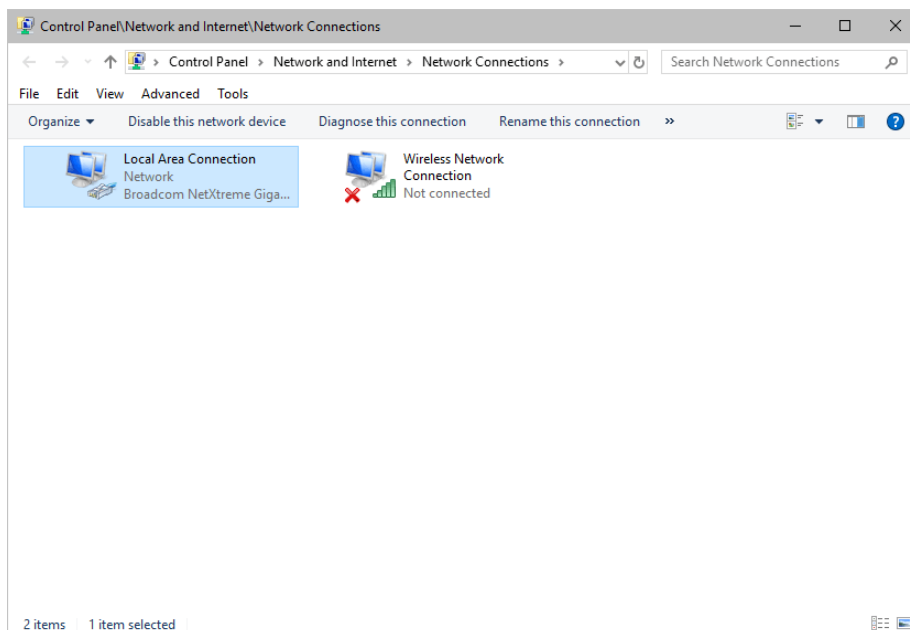 Control Panel\Network and Internet\Network Connections
Control Panel > Network and Internet > Network Connections >
Search Network Connections
File Edit View Advanced Tools
Organize Disable this network device Diagnose this connection Rename this connection »
Local Area Connection
Network
Broadcom NetXtreme Giga...
Wireless Network
Connection
Not connected
2 items 1 item selected